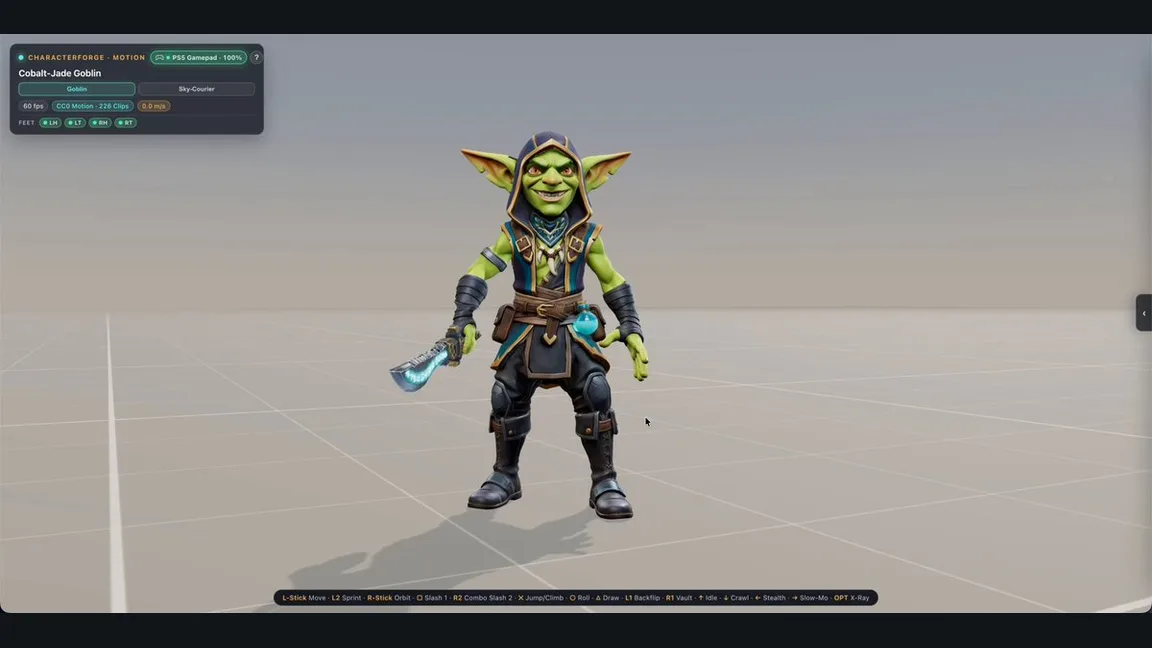 CHARACTERFORGE · MOTION PS5 Gamepad · 100% ?
Cobalt-Jade Goblin
Goblin Sky-Courier
60 fps CC0 Motion · 228 Clips 0.0 m/s
FEET LH LT RH RT
L-Stick Move · L2 Sprint · R-Stick Orbit · □ Slash 1 · R2 Combo Slash 2 · ✕ Jump/Climb · ○ Roll · △ Draw · L1 Backflip · R1 Vault · ↑ Idle · ↓ Crawl · ← Stealth · → Slow-Mo · OPT X-Ray